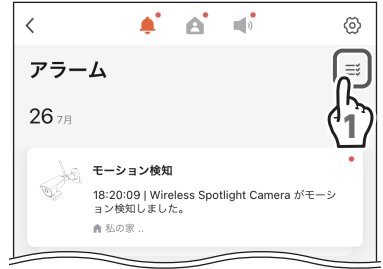 アラーム
26 7月
1
モーション検知
18:20:09 | Wireless Spotlight Camera がモーシ
ョン検知しました。
私の家 ..